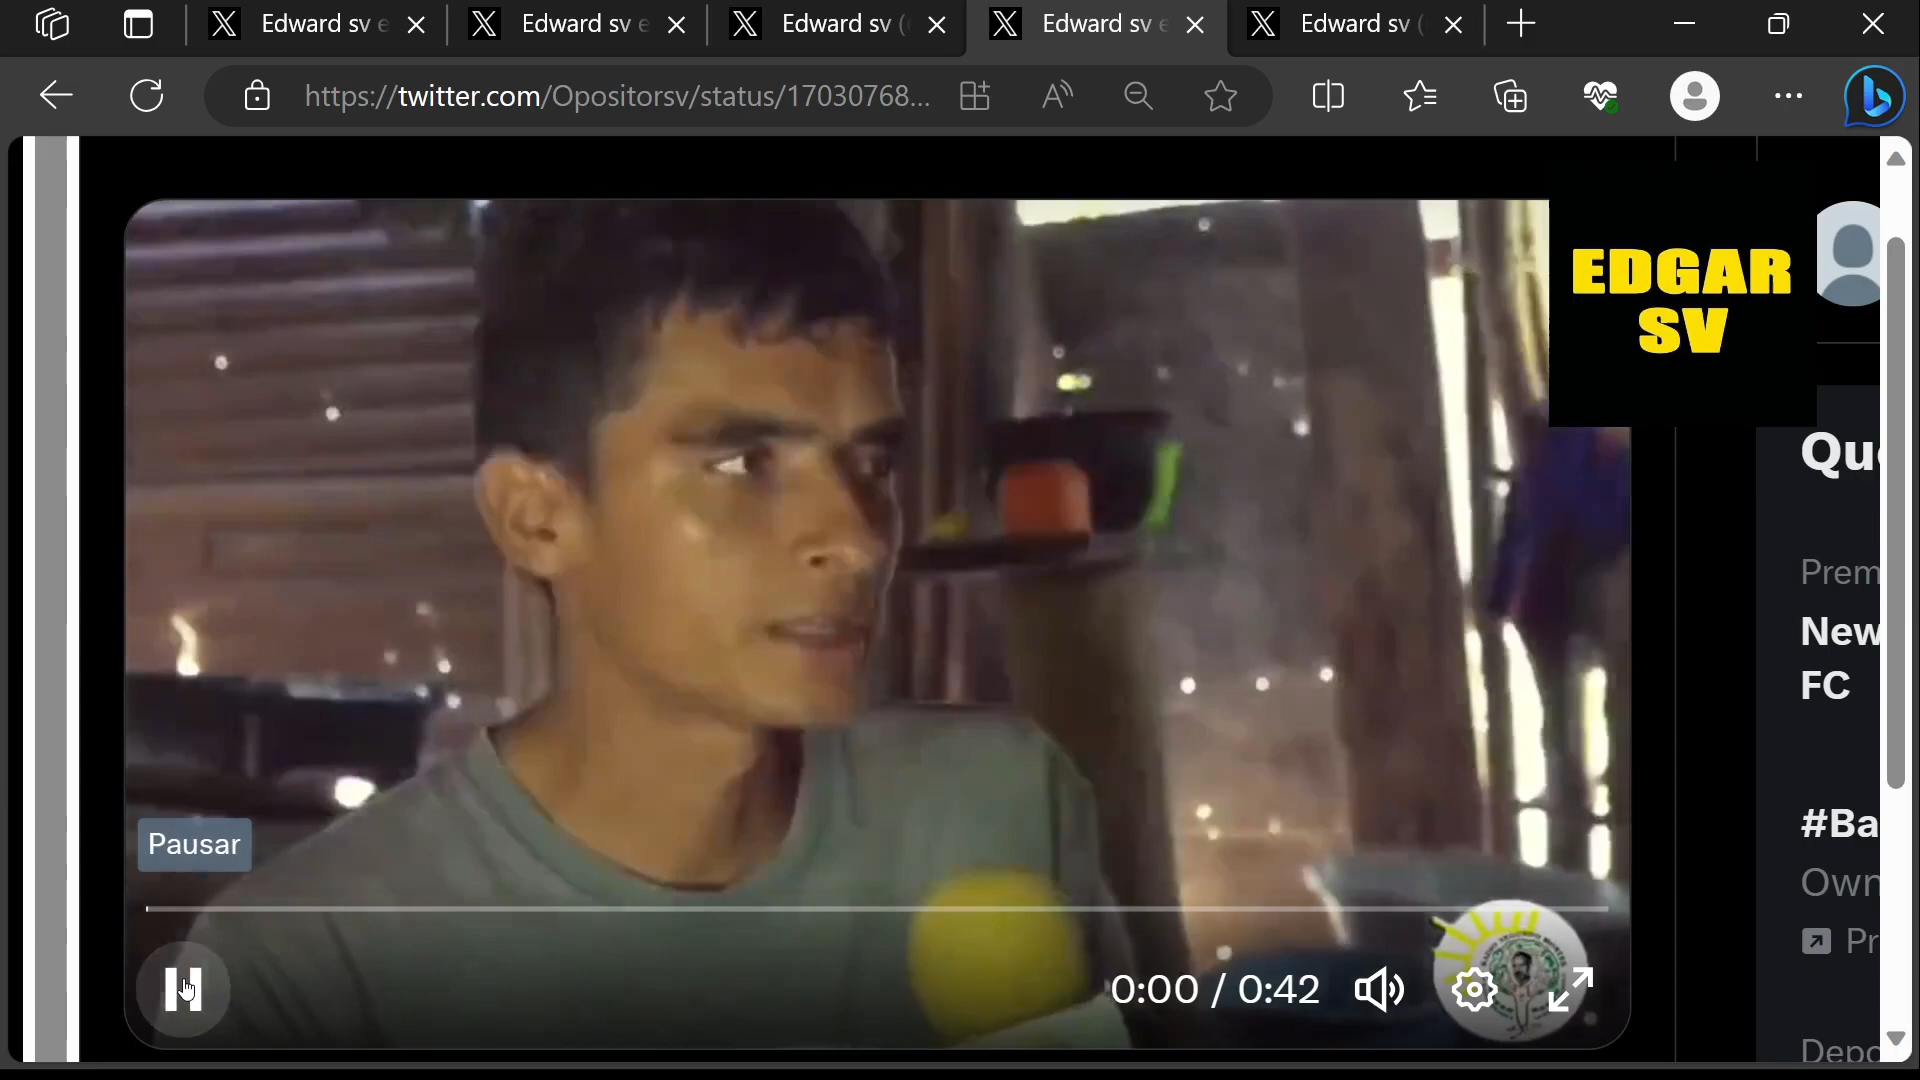 Edward sv e
Edward sv e
Edward sv (
Edward sv e
Edward sv (
https://twitter.com/Opositorsv/status/17030768...
EDGAR
SV
Qu
Prem
New
FC
#Ba
Own
Pr
Depo
Pausar
0:00 / 0:42